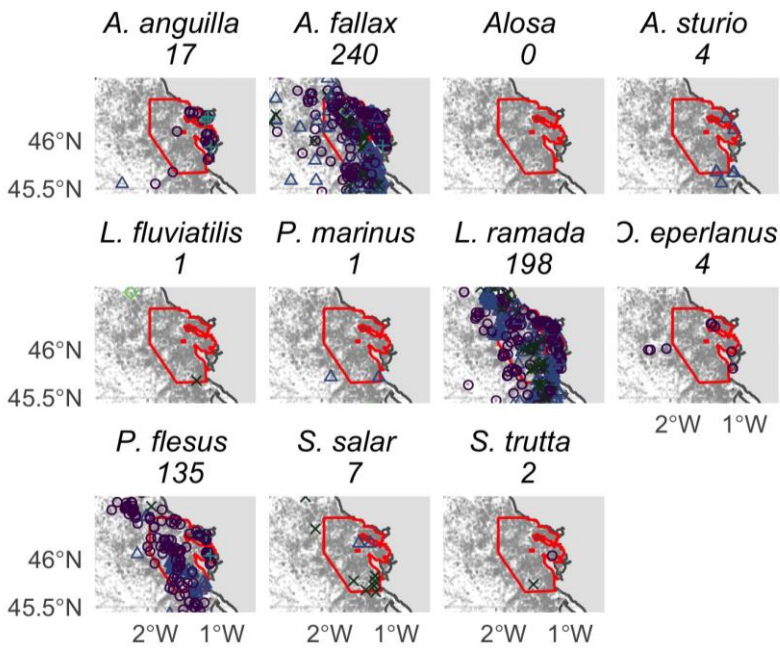 A. anguilla A. fallax Alosa A. sturio
17 240 0 4
46°N
45.5°N
L. fluviatilis P. marinus L. ramada O. eperlanus
1 1 198 4
46°N
45.5°N
2°W 1°W
P. flesus S. salar S. trutta
135 7 2
46°N
45.5°N
2°W 1°W 2°W 1°W 2°W 1°W